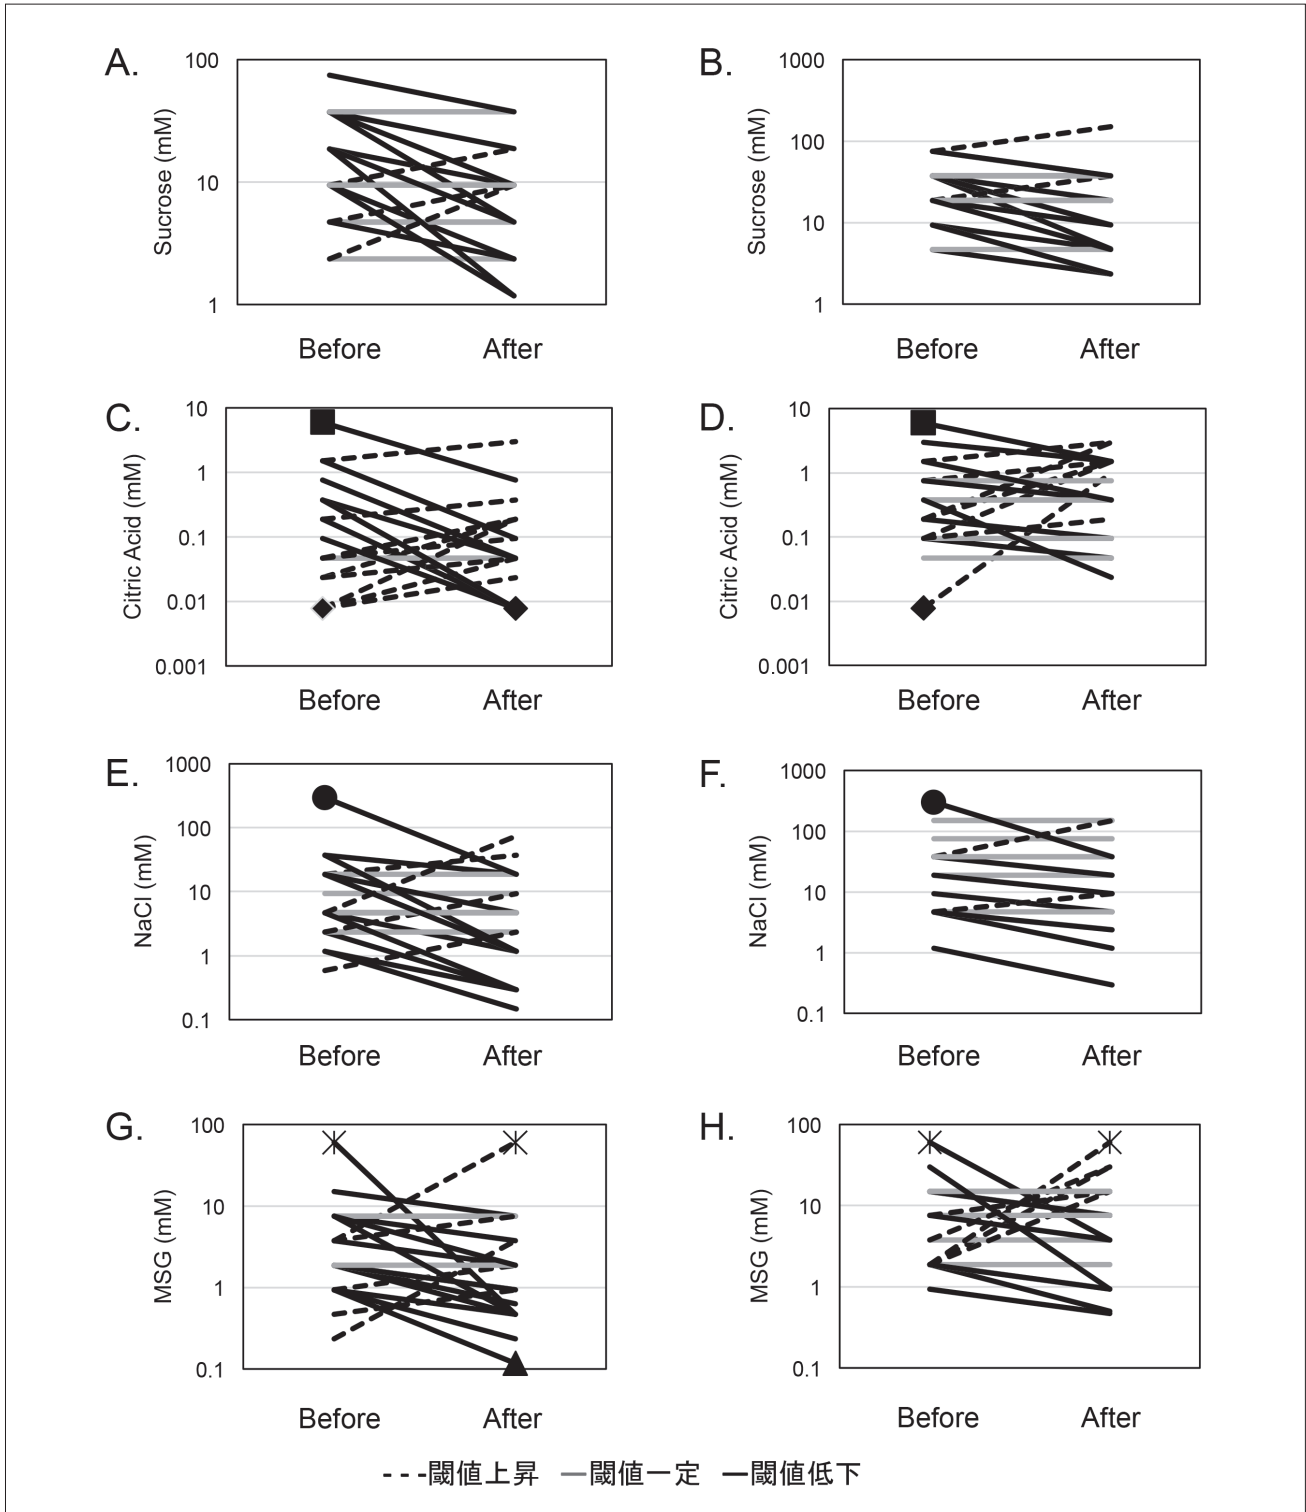 A.
100
10
1
Sucrose (mM)
Before After
B.
1000
100
10
1
Sucrose (mM)
Before After
C.
10
1
0.1
0.01
0.001
Citric Acid (mM)
Before After
D.
10
1
0.1
0.01
0.001
Citric Acid (mM)
Before After
E.
1000
100
10
1
0.1
NaCl (mM)
Before After
F.
1000
100
10
1
0.1
NaCl (mM)
Before After
G.
100
10
1
0.1
MSG (mM)
Before After
H.
100
10
1
0.1
MSG (mM)
Before After
閾値上昇 閾値一定 閾値低下